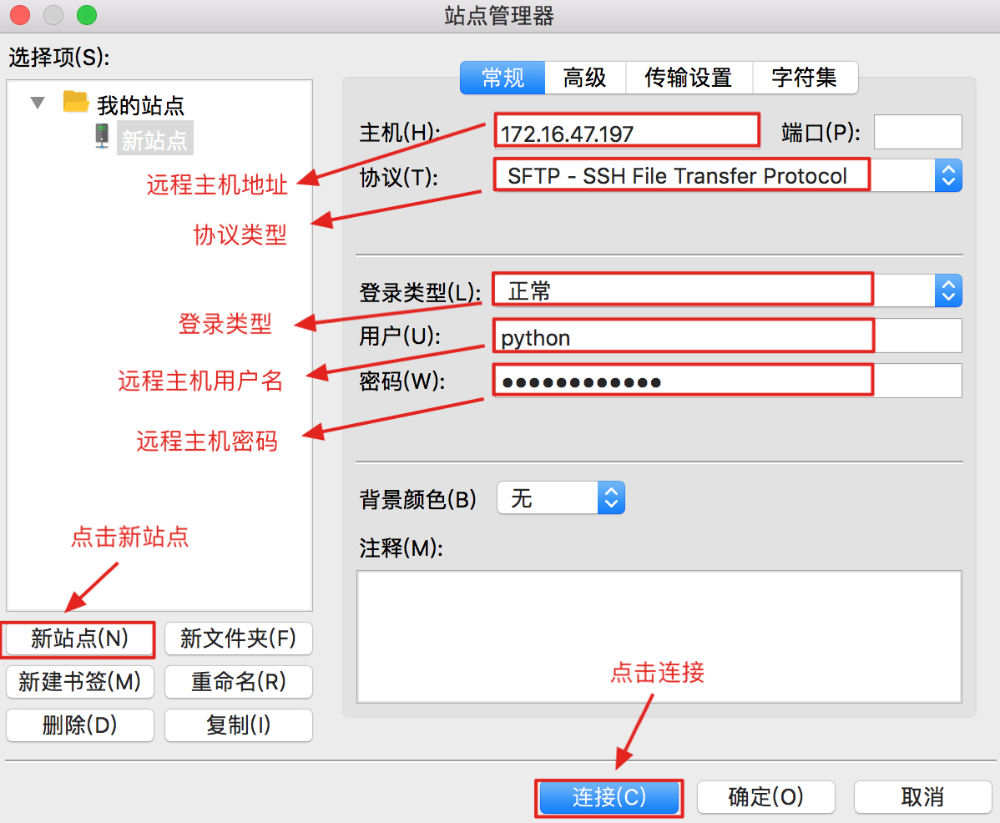 站点管理器
选择项(S):
我的站点
新站点
远程主机地址
协议类型
登录类型
远程主机用户名
远程主机密码
点击新站点
新站点(N)
新文件夹(F)
新建书签(M)
重命名(R)
删除(D)
复制(I)
常规
高级
传输设置
字符集
主机(H):
172.16.47.197
端口(P):
协议(T):
SFTP - SSH File Transfer Protocol
登录类型(L):
正常
用户(U):
python
密码(W):
●●●●●●●●●●●●
背景颜色(B)
无
注释(M):
点击连接
连接(C)
确定(O)
取消